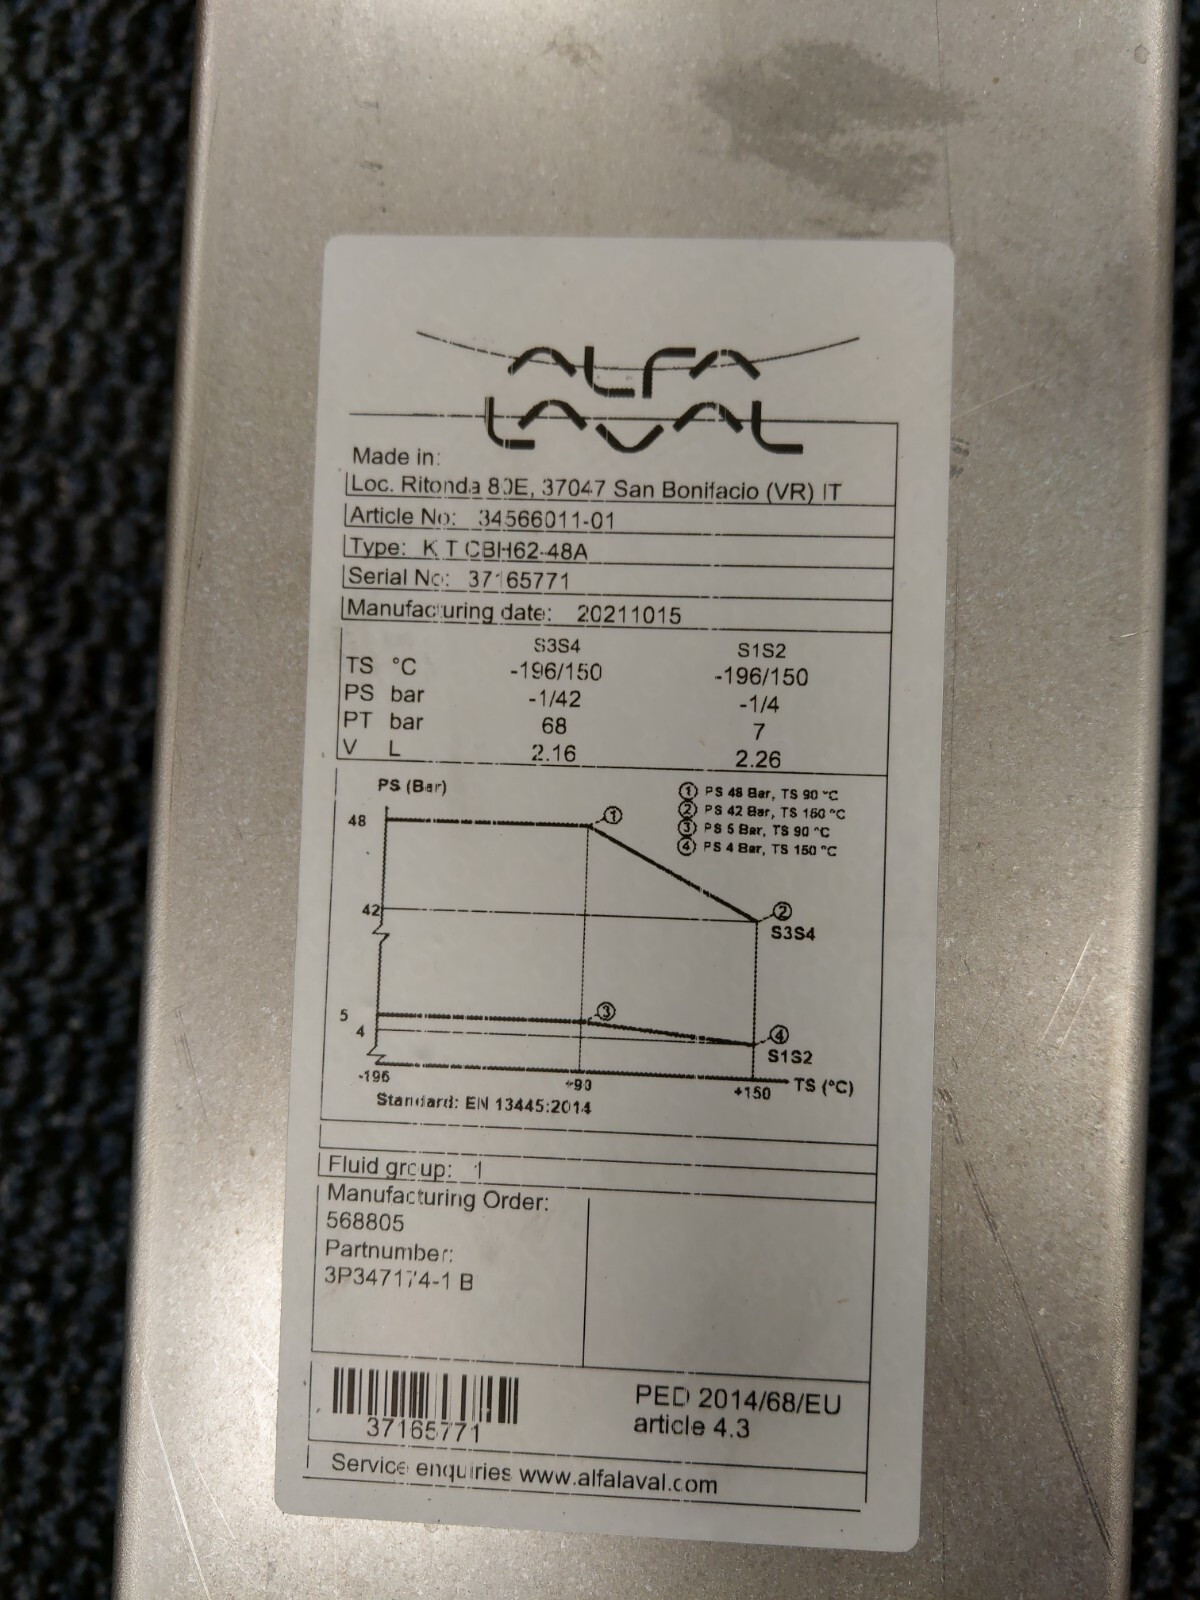 ALFA
LAVAL
Made in:
Loc. Ritonda 80E, 37047 San Bonifacio (VR) IT
Article No: 34566011-01
Type: KIT CBH62-48A
Serial No: 37165771
Manufacturing date: 20211015
S3S4 S1S2
TS °C -196/150 -196/150
PS bar -1/42 -1/4
PT bar 68 7
V L 2.16 2.26
PS (Bar)
① PS 48 Bar, TS 90 °C
② PS 42 Bar, TS 150 °C
③ PS 5 Bar, TS 90 °C
④ PS 4 Bar, TS 150 °C
48 ①
42 ②
S3S4
5 ③
4 ④
S1S2
-196 +90 +150 TS (°C)
Standard: EN 13445:2014
Fluid group: 1
Manufacturing Order:
568805
Partnumber:
3P347174-1 B
37165771
PED 2014/68/EU
article 4.3
Service enquiries www.alfalaval.com